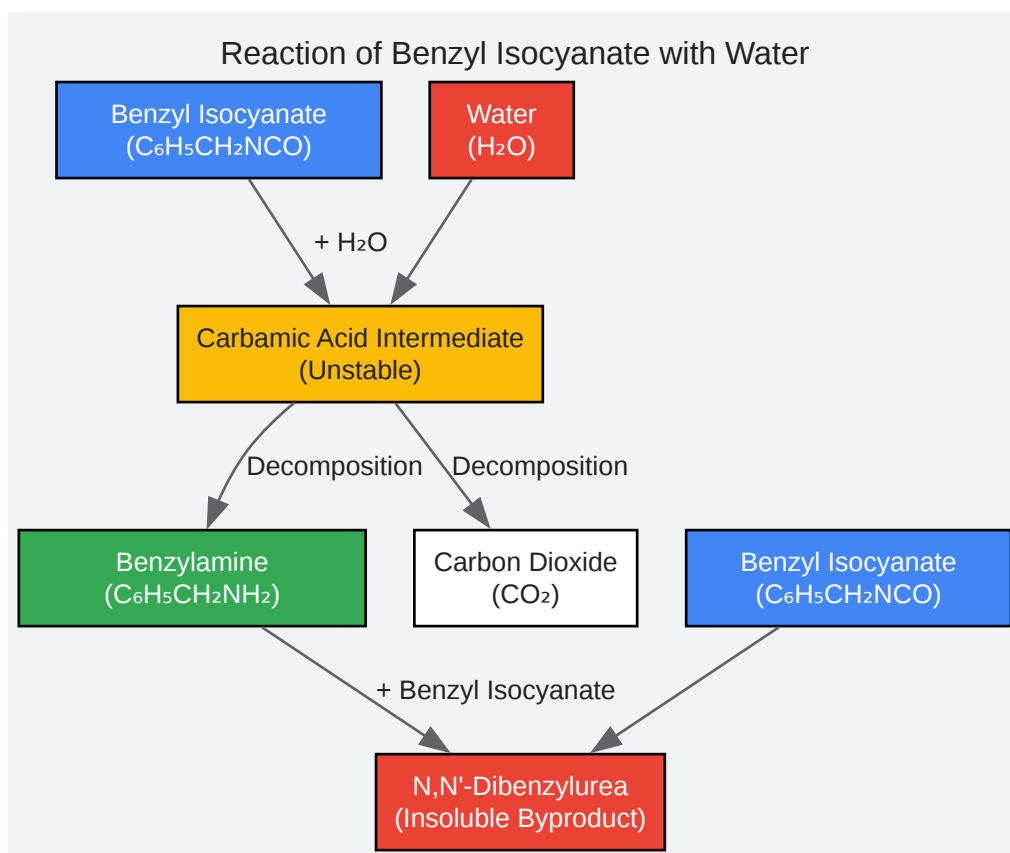 Reaction of Benzyl Isocyanate with Water
Benzyl Isocyanate
(C₆H₅CH₂NCO)
Water
(H₂O)
+ H₂O
Carbamic Acid Intermediate
(Unstable)
Decomposition
Decomposition
Benzylamine
(C₆H₅CH₂NH₂)
Carbon Dioxide
(CO₂)
Benzyl Isocyanate
(C₆H₅CH₂NCO)
+ Benzyl Isocyanate
N,N'-Dibenzylurea
(Insoluble Byproduct)